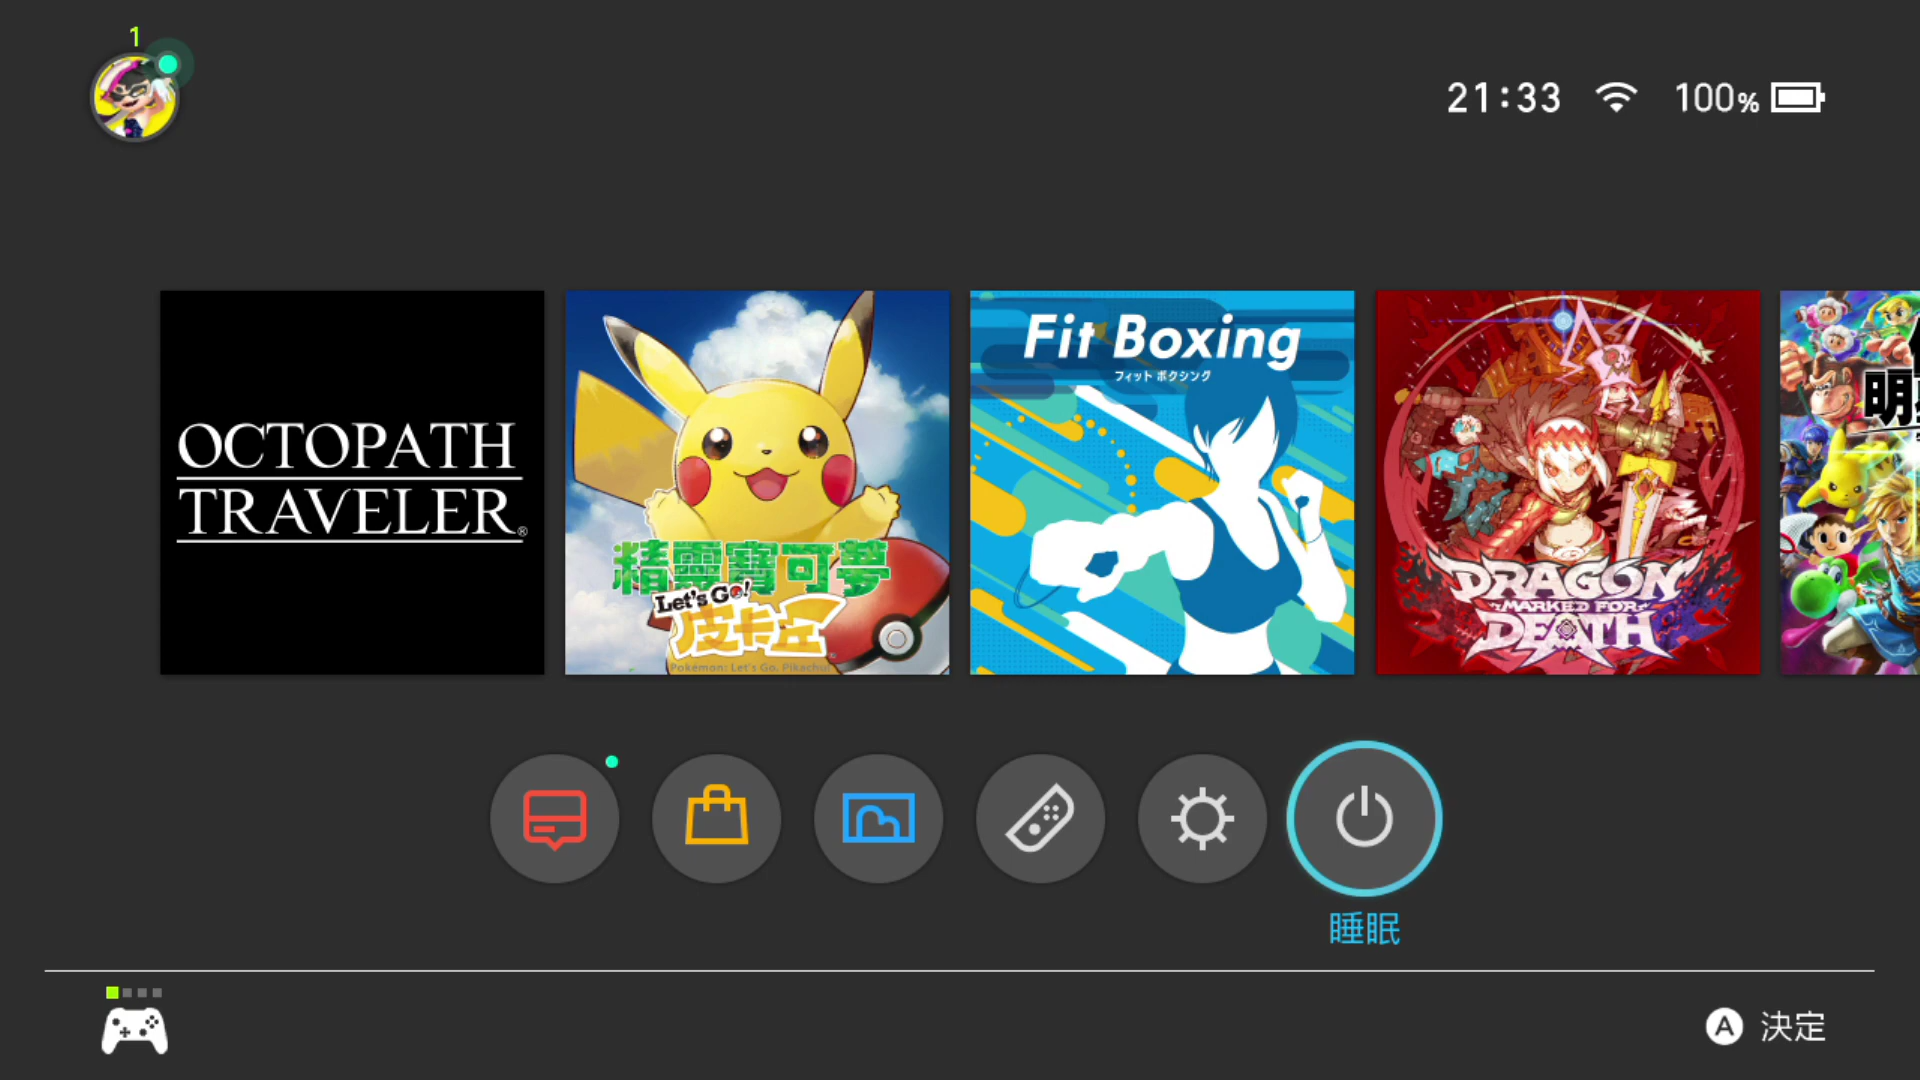 1
21:33
100%
OCTOPATH
TRAVELER®
精靈寶可夢
Let's Go!
皮卡丘
Pokémon: Let's Go, Pikachu!
Fit Boxing
フィット ボクシング
DRAGON
MARKED FOR
DEATH
明
睡眠
A 決定